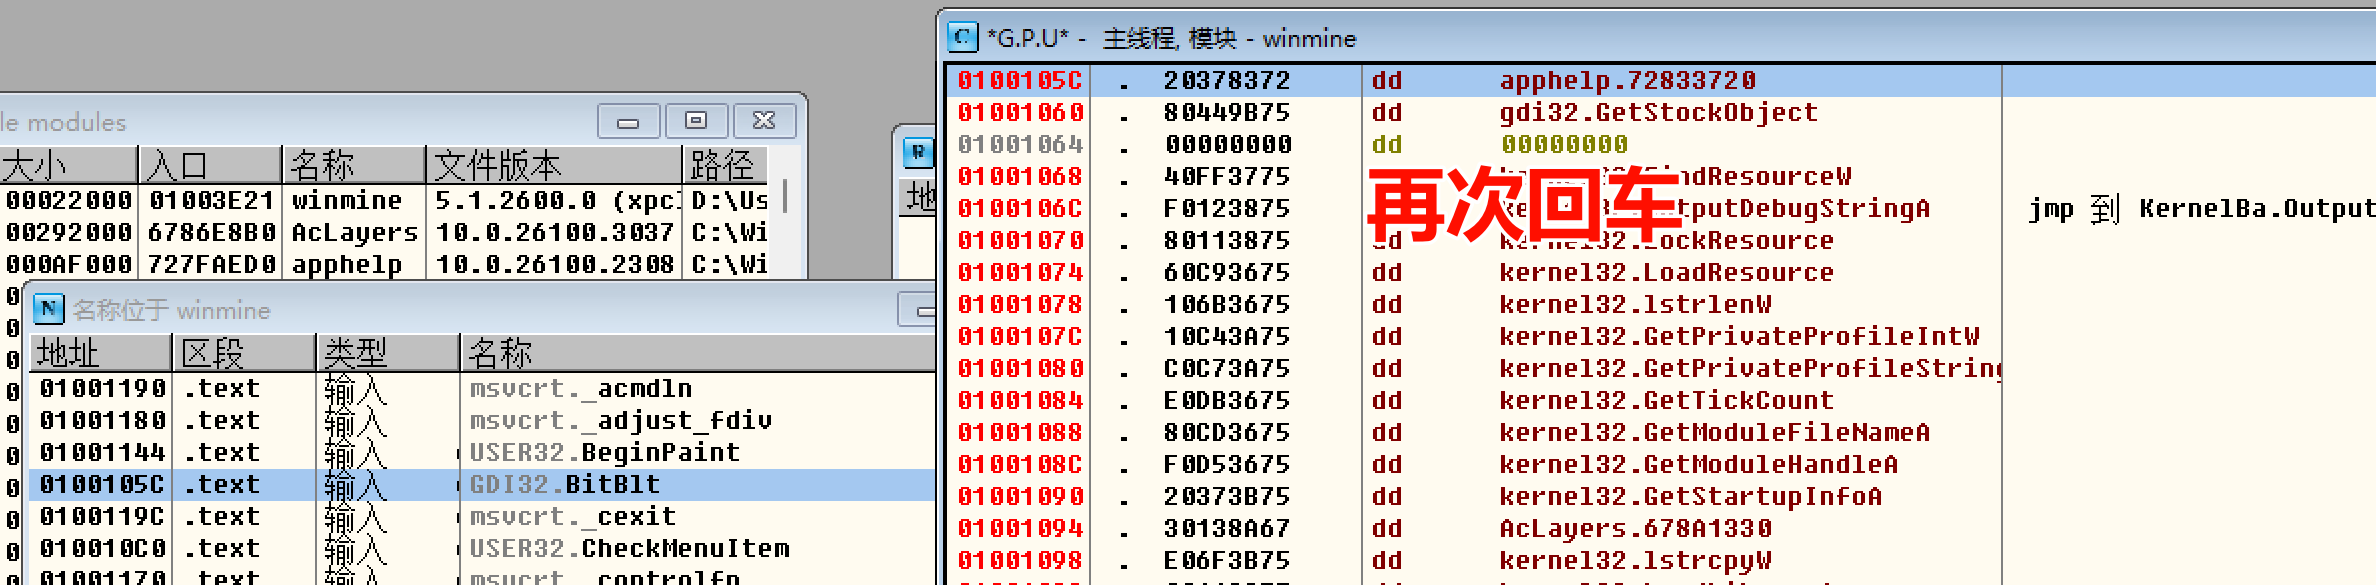 le modules
大小 入口 名称 文件版本 路径
00022000 01003E21 winmine 5.1.2600.0 (xpc D:\Us
00292000 6786E8B0 AcLayers 10.0.26100.3037 C:\Wi
000AF000 727FAED0 apphelp 10.0.26100.2308 C:\Wi
名称位于 winmine
地址 区段 类型 名称
01001190 .text 输入 msvcrt._acmdln
01001180 .text 输入 msvcrt._adjust_fdiv
01001144 .text 输入 USER32.BeginPaint
0100105C .text 输入 GDI32.BitBlt
0100119C .text 输入 msvcrt._cexit
010010C0 .text 输入 USER32.CheckMenuItem
01001170 .text 输入 msvcrt._controlfp
地
*G.P.U* - 主线程, 模块 - winmine
0100105C . 20378372 dd apphelp.72833720
01001060 . 80449B75 dd gdi32.GetStockObject
01001064 . 00000000 dd 00000000
01001068 . 40FF3775 dd ndResourceW
0100106C . F0123875 dd tputDebugStringA jmp 到 KernelBa.Output
01001070 . 80113875 dd kernel32.LockResource
01001074 . 60C93675 dd kernel32.LoadResource
01001078 . 106B3675 dd kernel32.lstrlenW
0100107C . 10C43A75 dd kernel32.GetPrivateProfileIntW
01001080 . C0C73A75 dd kernel32.GetPrivateProfileString
01001084 . E0DB3675 dd kernel32.GetTickCount
01001088 . 80CD3675 dd kernel32.GetModuleFileNameA
0100108C . F0D53675 dd kernel32.GetModuleHandleA
01001090 . 20373B75 dd kernel32.GetStartupInfoA
01001094 . 30138A67 dd AcLayers.678A1330
01001098 . E06F3B75 dd kernel32.lstrcpyW
再次回车